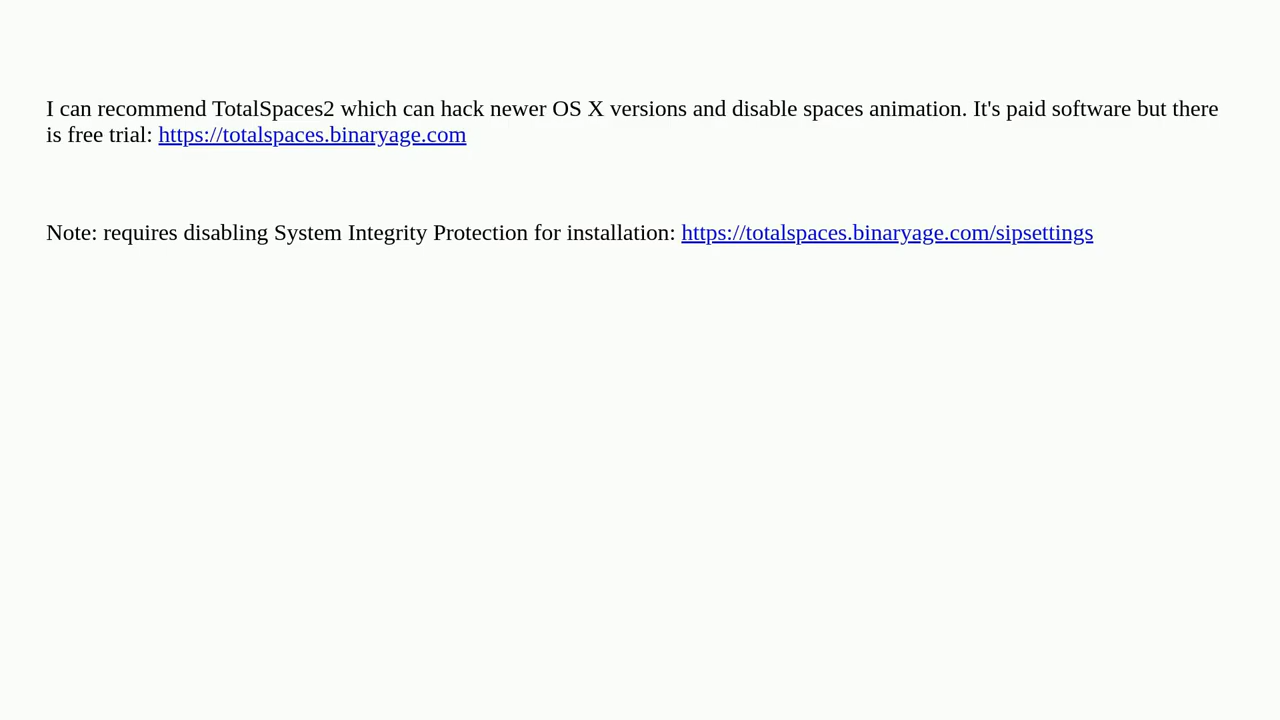 I can recommend TotalSpaces2 which can hack newer OS X versions and disable spaces animation. It's paid software but there
is free trial: https://totalspaces.binaryage.com
Note: requires disabling System Integrity Protection for installation: https://totalspaces.binaryage.com/sipsettings